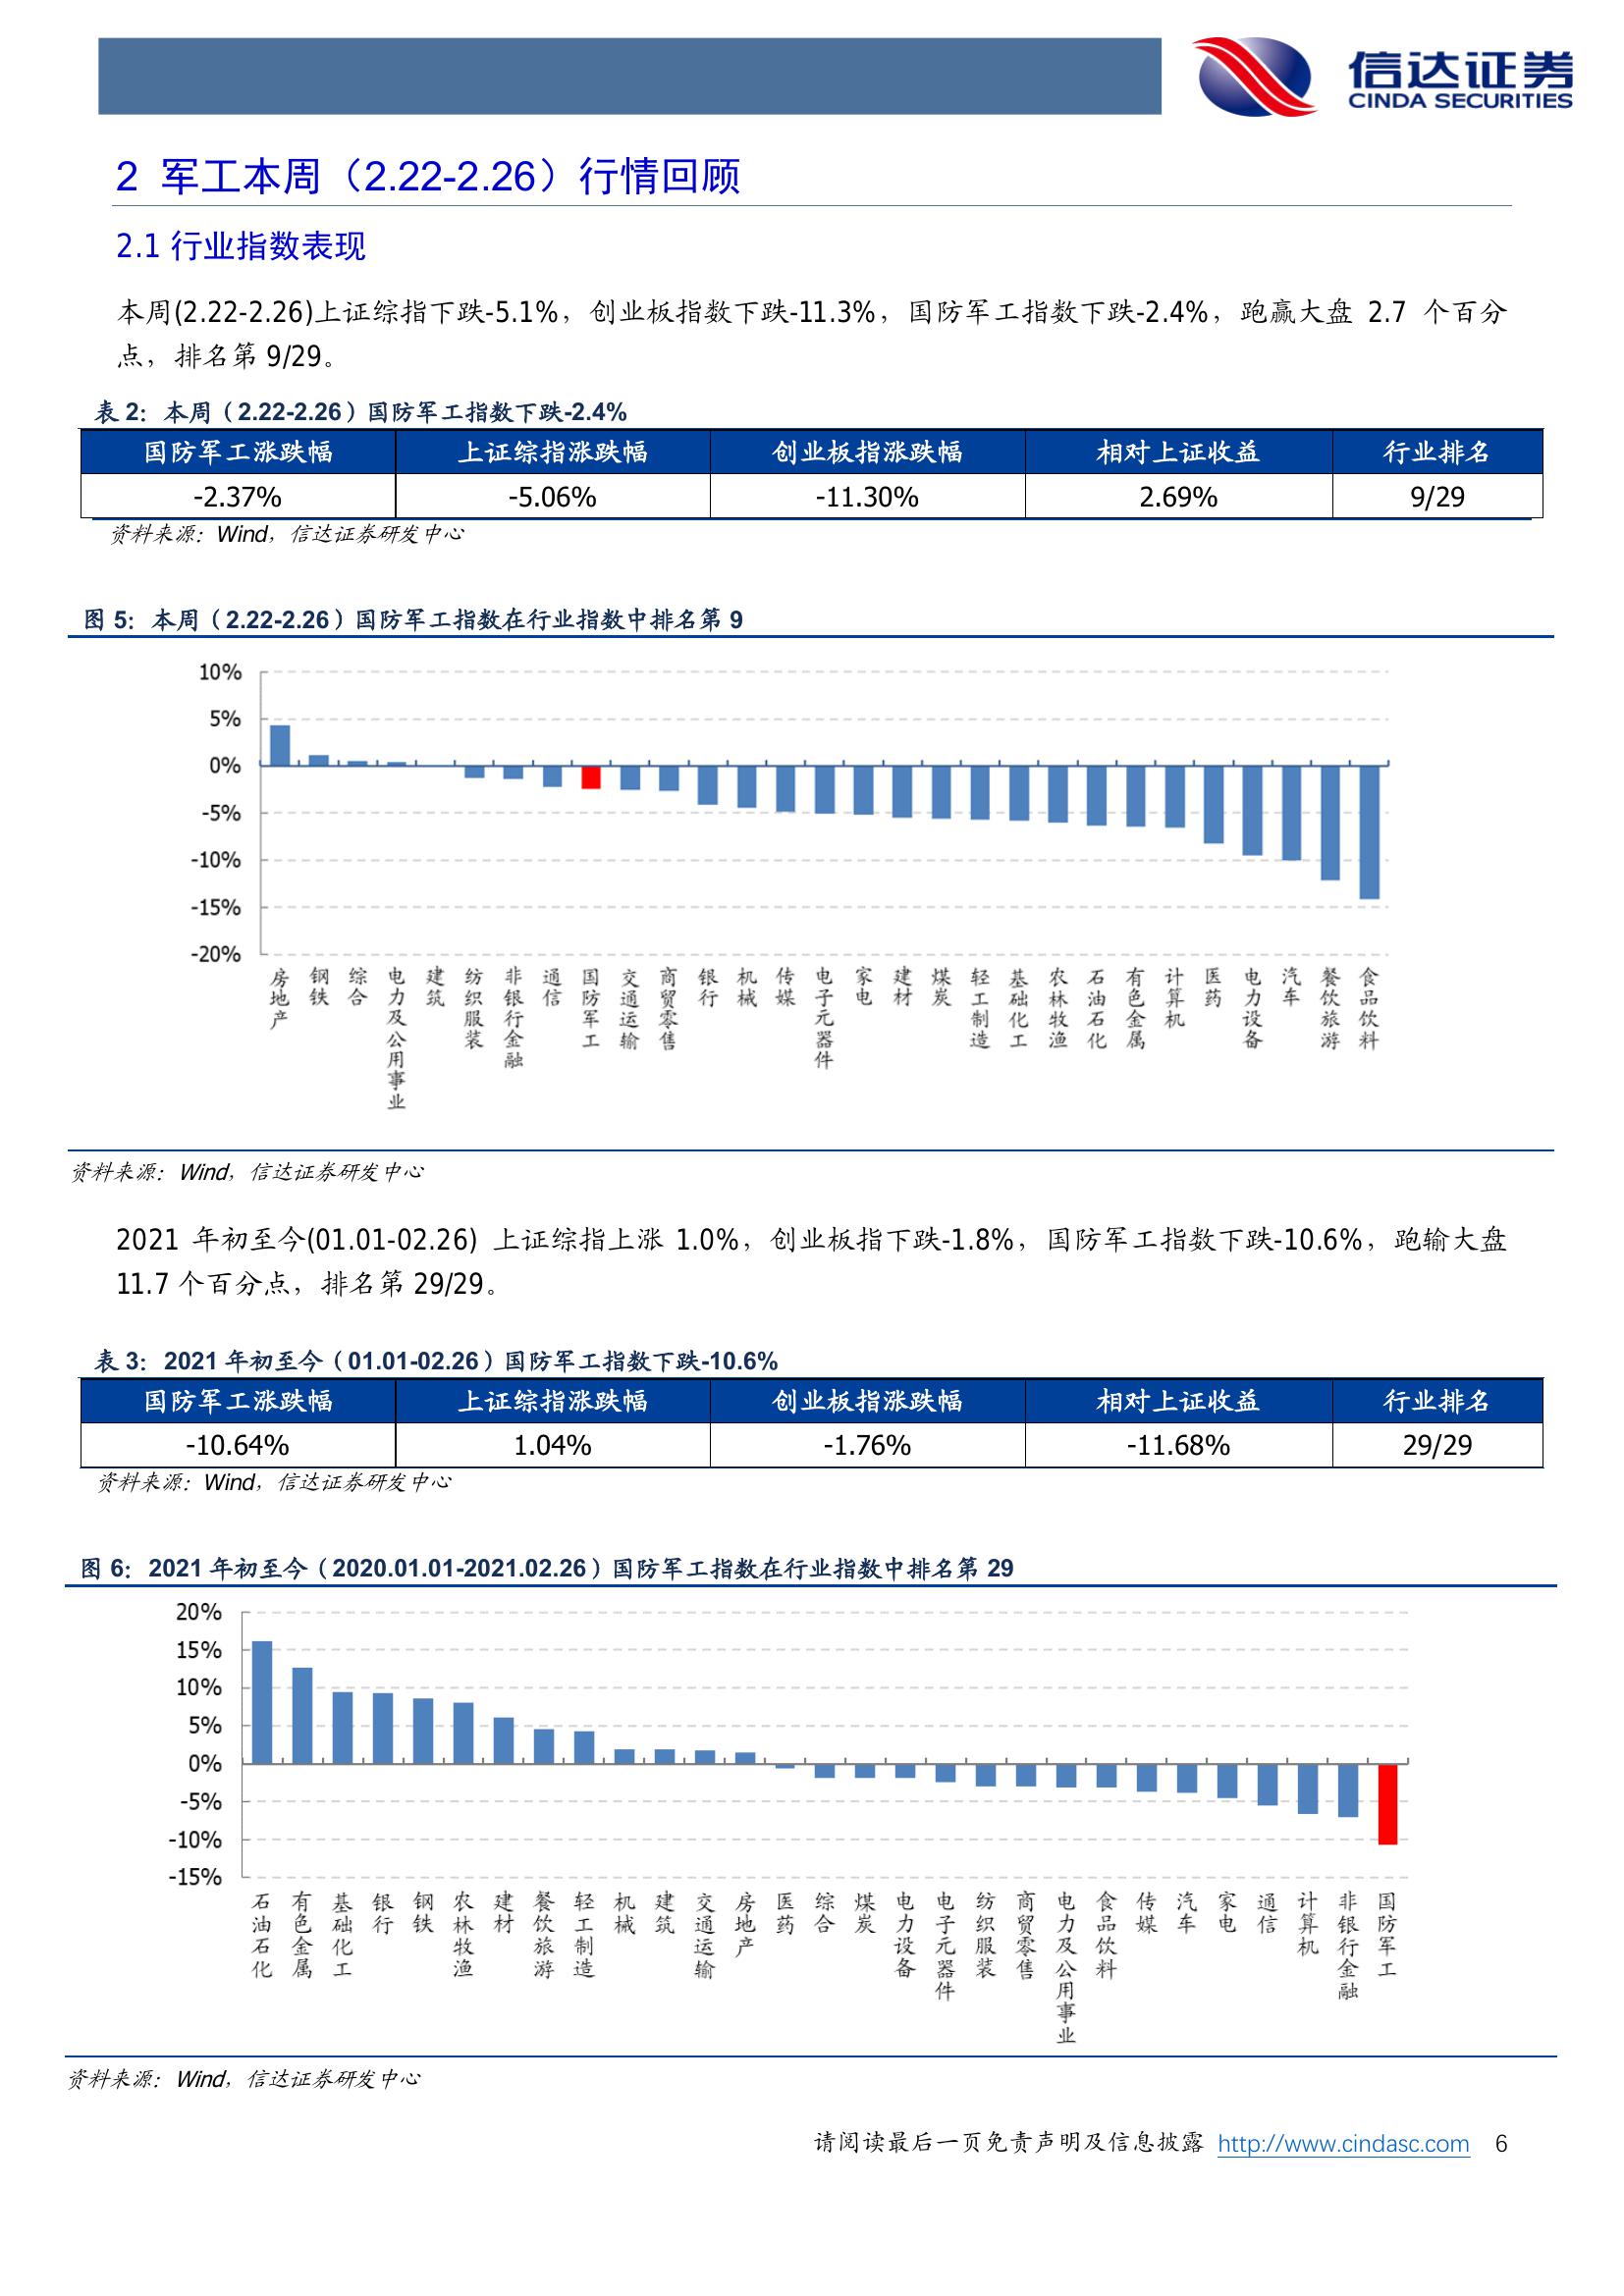 信达证券
CINDA SECURITIES
2 军工本周（2.22-2.26）行情回顾
2.1 行业指数表现
本周(2.22-2.26)上证综指下跌-5.1%，创业板指数下跌-11.3%，国防军工指数下跌-2.4%，跑赢大盘 2.7 个百分
点，排名第 9/29。
表 2：本周（2.22-2.26）国防军工指数下跌-2.4%
国防军工涨跌幅 上证综指涨跌幅 创业板指涨跌幅 相对上证收益 行业排名
-2.37% -5.06% -11.30% 2.69% 9/29
资料来源：Wind，信达证券研发中心
图 5：本周（2.22-2.26）国防军工指数在行业指数中排名第 9
10%
5%
0%
-5%
-10%
-15%
-20%
房地产 钢铁 综合 电力及公用事业 建筑 纺织服装 非银行金融 通信 国防军工 交通运输 商贸零售 银行 机械 传媒 电子元器件 家电 建材 煤炭 轻工制造 基础化工 农林牧渔 石油石化 有色金属 计算机 医药 电力设备 汽车 餐饮旅游 食品饮料
资料来源：Wind，信达证券研发中心
2021 年初至今(01.01-02.26) 上证综指上涨 1.0%，创业板指下跌-1.8%，国防军工指数下跌-10.6%，跑输大盘
11.7 个百分点，排名第 29/29。
表 3：2021 年初至今（01.01-02.26）国防军工指数下跌-10.6%
国防军工涨跌幅 上证综指涨跌幅 创业板指涨跌幅 相对上证收益 行业排名
-10.64% 1.04% -1.76% -11.68% 29/29
资料来源：Wind，信达证券研发中心
图 6：2021 年初至今（2020.01.01-2021.02.26）国防军工指数在行业指数中排名第 29
20%
15%
10%
5%
0%
-5%
-10%
-15%
石油石化 有色金属 基础化工 银行 钢铁 农林牧渔 建材 餐饮旅游 轻工制造 机械 建筑 交通运输 房地产 医药 综合 煤炭 电力设备 电子元器件 纺织服装 商贸零售 电力及公用事业 食品饮料 传媒 汽车 家电 通信 计算机 非银行金融 国防军工
资料来源：Wind，信达证券研发中心
请阅读最后一页免责声明及信息披露 http://www.cindasc.com 6